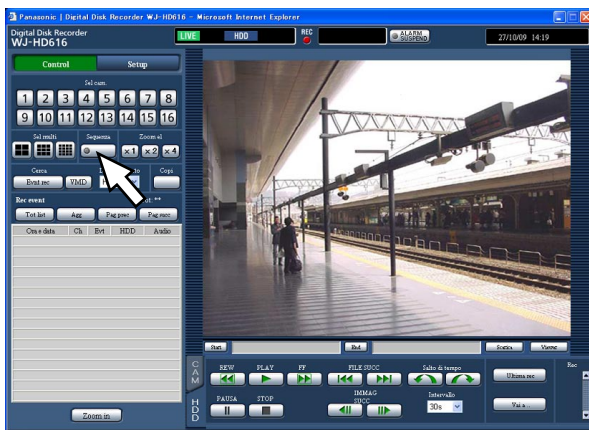 Panasonic | Digital Disk Recorder WJ-HD616 - Microsoft Internet Explorer
Digital Disk Recorder
WJ-HD616
LIVE HDD REC ALARM SUSPEND 27/10/09 14:19
Control Setup
Sel cam.
1 2 3 4 5 6 7 8
9 10 11 12 13 14 15 16
Sel multi Sequenza Zoom el
x1 x2 x4
Cerca Copi
Evnt rec VMD
Rec event **
Tot list Agg Pag prec Pag succ
Ora e data Ch Evt HDD Audio
Start End Scarica Viewer
CAM
REW PLAY FF FILE SUCC Salto di tempo Rec
Ultima rec
HDD
PAUSA STOP IMMAG SUCC Intervallo
30s Vai a ..
Zoom in